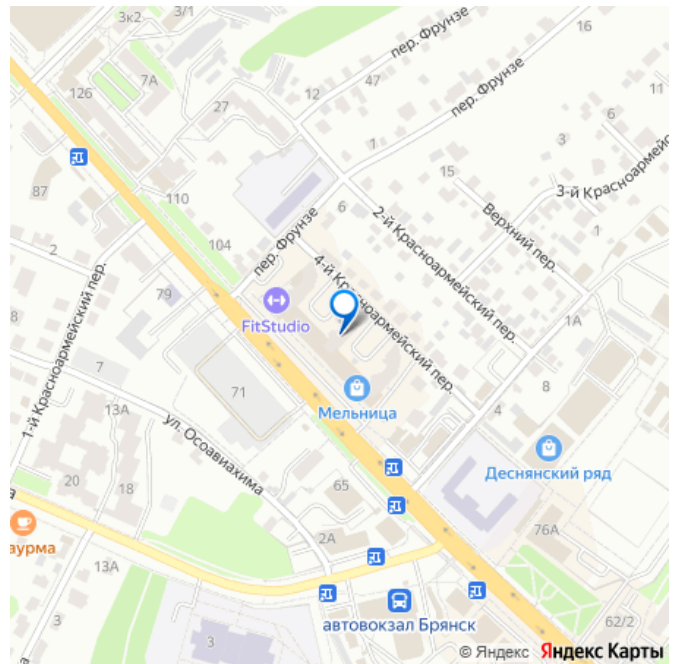 3к2
3/1
пер. Фрунзе
16
7А
126
47
12
пер. Фрунзе
11
27
6
1
3
87
110
15
3-й Красноармейс
2
104
6
2-й Красноармейский пер.
Верхний пер.
1
1-й Красноармейский пер.
79
пер. Фрунзе
4-й Красноармейский пер.
FitStudio
1А
7
71
8
13А
Мельница
4
ул. Осоавиахима
Деснянский ряд
20
18
65
76А
аурма
2А
13А
3
автовокзал Брянск
62/2
3
© Яндекс Яндекс Карты